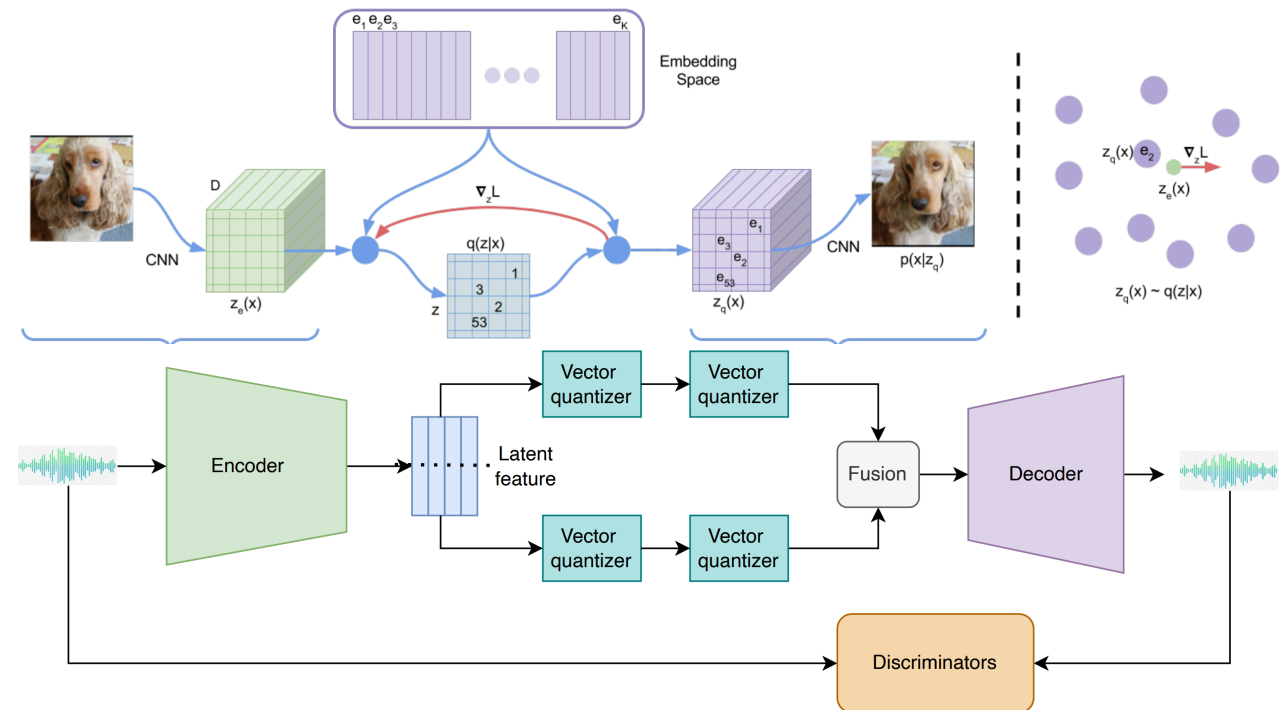 e1 e2 e3
eK
Embedding
Space
D
CNN
ze(x)
∇zL
q(z|x)
1
3
2
53
z
e1
e3
e2
e53
zq(x)
CNN
p(x|zq)
zq(x) e2
∇zL
ze(x)
zq(x) ~ q(z|x)
Encoder
Latent
feature
Vector
quantizer
Vector
quantizer
Vector
quantizer
Vector
quantizer
Fusion
Decoder
Discriminators